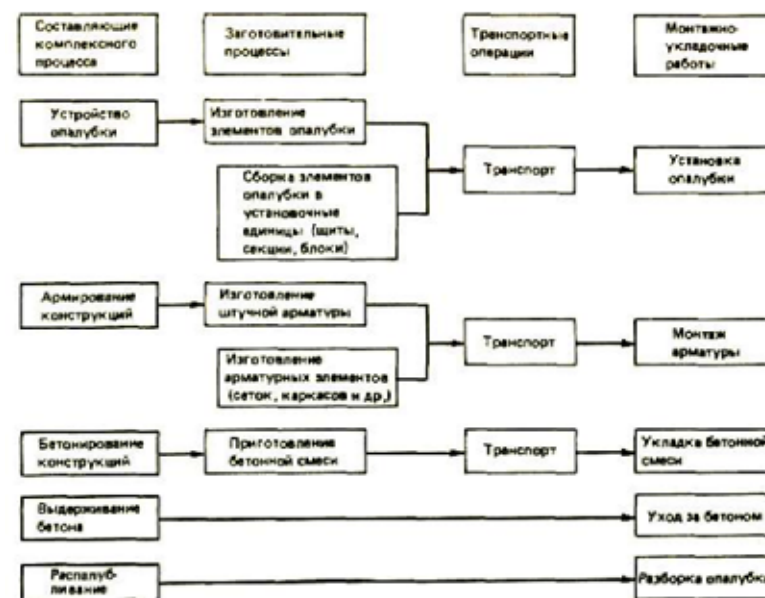 Составляющие
комплексного
процесса
Заготовительные
процессы
Транспортные
операции
Монтажно-
укладочные
работы
Устройство
опалубки
Изготовление
элементов опалубки
Сборка элементов
опалубки в
установочные
единицы (щиты,
секции, блоки)
Транспорт
Установка
опалубки
Армирование
конструкций
Изготовление
штучной арматуры
Изготовление
арматурных элементов
(сеток, каркасов и др.)
Транспорт
Монтаж
арматуры
Бетонирование
конструкций
Приготовления
бетонной смеси
Транспорт
Укладка бетонной
смеси
Выдерживание
бетона
Уход за бетоном
Распалуб-
ливание
Разборка опалубки